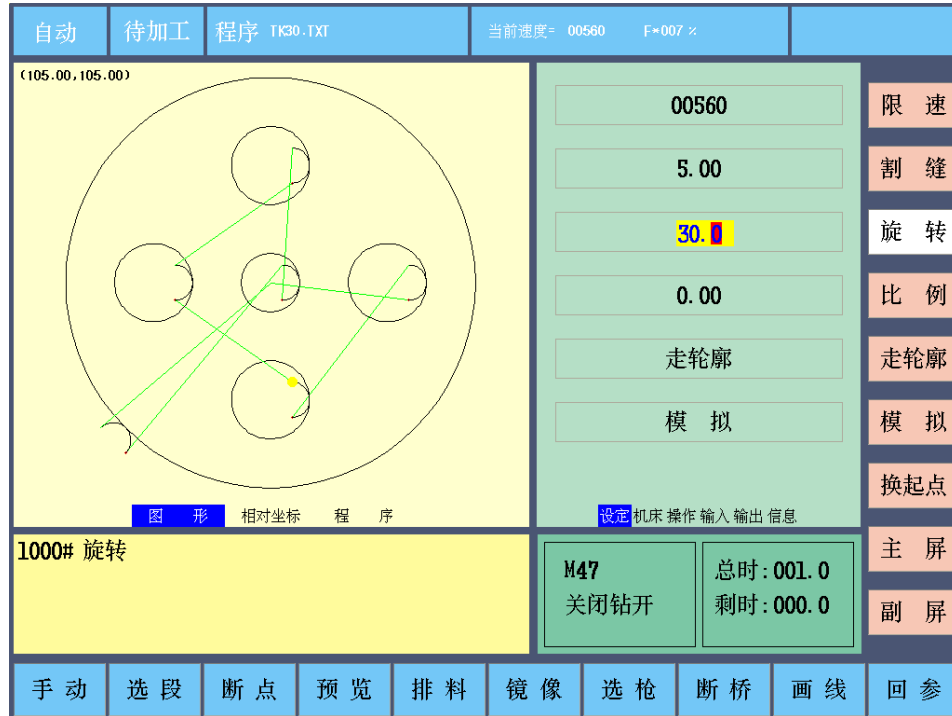 自动 待加工 程序 TK30.TXT 当前速度= 00560 F*007 %
(105.00,105.00)
00560
限 速
5.00
割 缝
30.0
旋 转
0.00
比 例
走轮廓
走轮廓
模 拟
模 拟
换起点
图 形 相对坐标 程 序
设定 机床 操作 输入 输出 信息
1000# 旋转
主 屏
M47
关闭钻开
总时:001.0
剩时:000.0
副 屏
手 动 选 段 断 点 预 览 排 料 镜 像 选 枪 断 桥 画 线 回 参